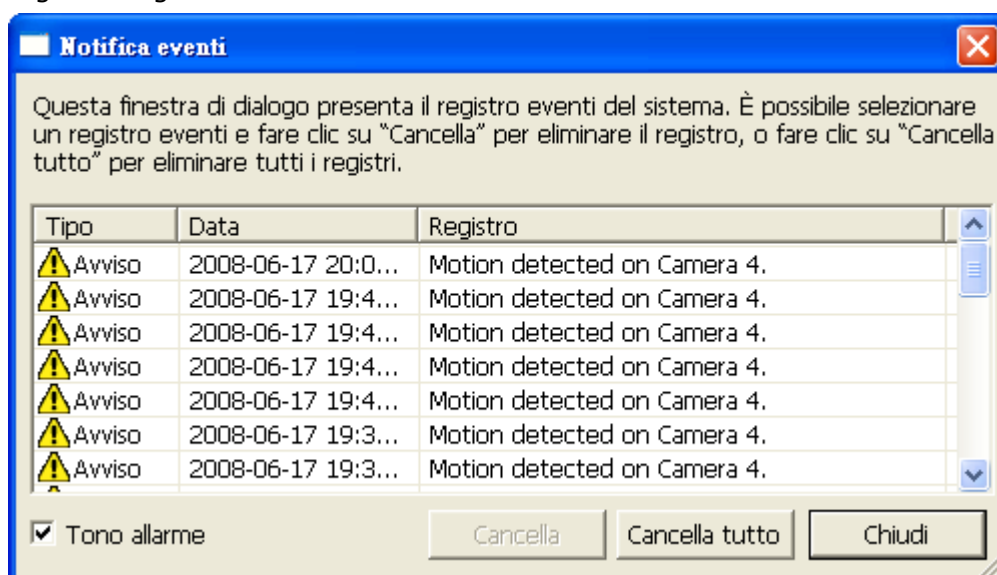 Notifica eventi
Questa finestra di dialogo presenta il registro eventi del sistema. È possibile selezionare
un registro eventi e fare clic su “Cancella” per eliminare il registro, o fare clic su “Cancella
tutto” per eliminare tutti i registri.
Tipo Data Registro
Avviso 2008-06-17 20:0... Motion detected on Camera 4.
Avviso 2008-06-17 19:4... Motion detected on Camera 4.
Avviso 2008-06-17 19:4... Motion detected on Camera 4.
Avviso 2008-06-17 19:4... Motion detected on Camera 4.
Avviso 2008-06-17 19:4... Motion detected on Camera 4.
Avviso 2008-06-17 19:3... Motion detected on Camera 4.
Avviso 2008-06-17 19:3... Motion detected on Camera 4.
Tono allarme Cancella Cancella tutto Chiudi